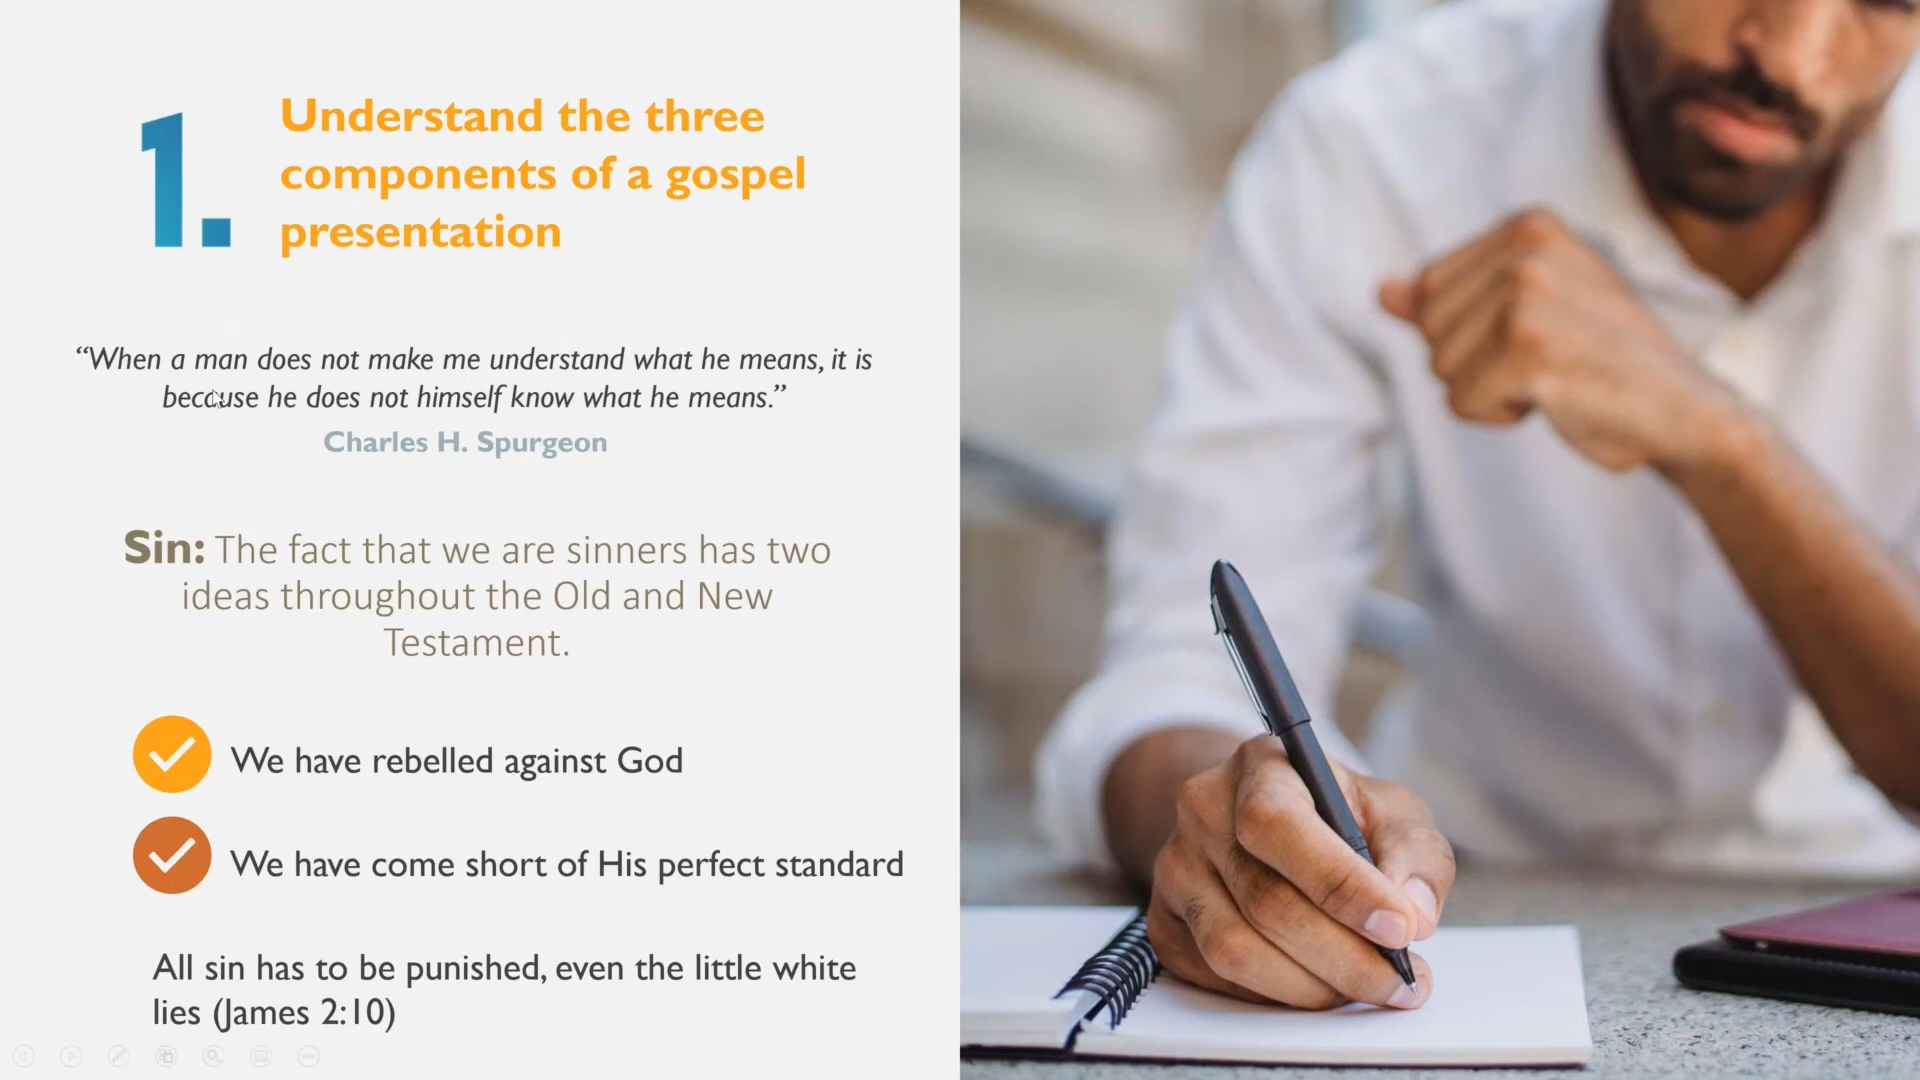 1.
Understand the three
components of a gospel
presentation
“When a man does not make me understand what he means, it is
because he does not himself know what he means.”
Charles H. Spurgeon
Sin: The fact that we are sinners has two
ideas throughout the Old and New
Testament.
We have rebelled against God
We have come short of His perfect standard
All sin has to be punished, even the little white
lies (James 2:10)